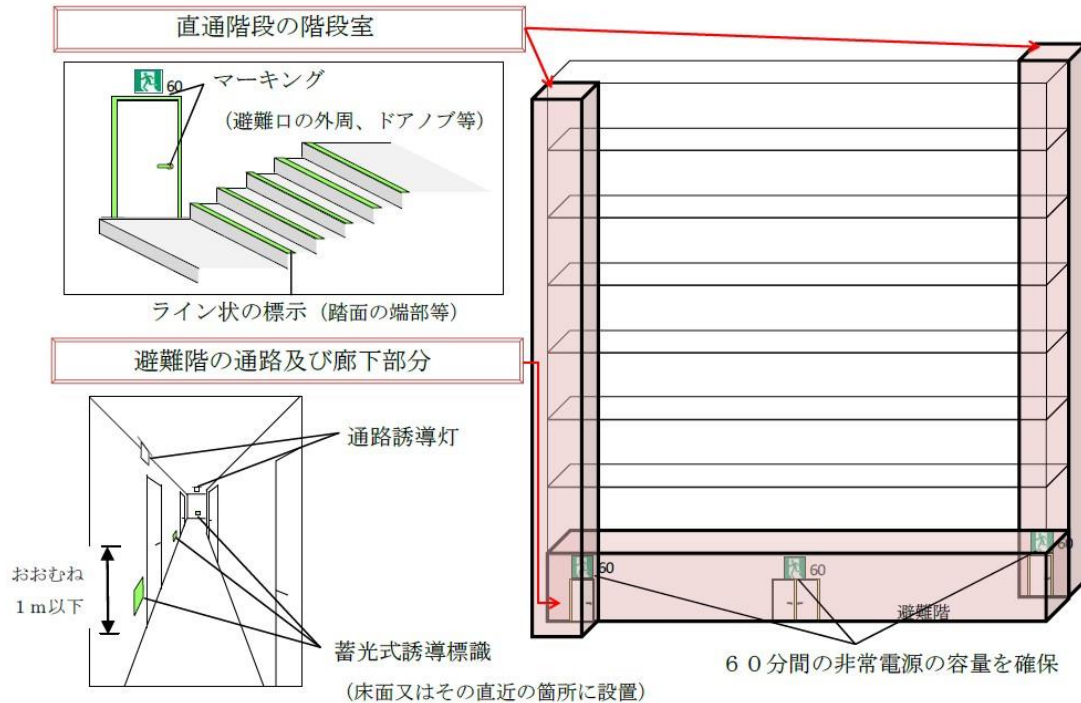 直通階段の階段室
60
マーキング
(避難口の外周、ドアノブ等)
ライン状の標示(踏面の端部等)
避難階の通路及び廊下部分
通路誘導灯
おおむね
1m以下
蓄光式誘導標識
(床面又はその直近の箇所に設置)
60
60
60
避難階
60分間の非常電源の容量を確保